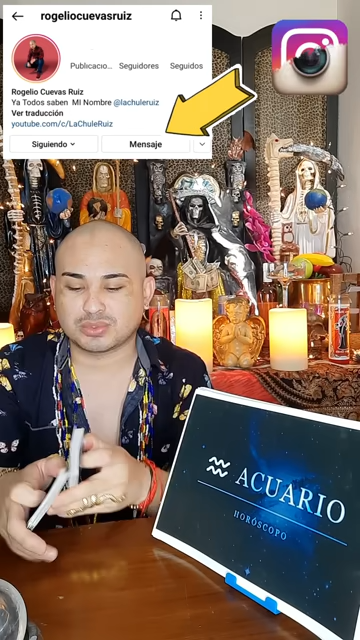 rogeliocuevasruiz
Publicacio... Seguidores Seguidos
Rogelio Cuevas Ruiz
Ya Todos saben MI Nombre @lachuleruiz
Ver traducción
youtube.com/c/LaChuleRuiz
Siguiendo Mensaje
ACUARIO
HORÓSCOPO